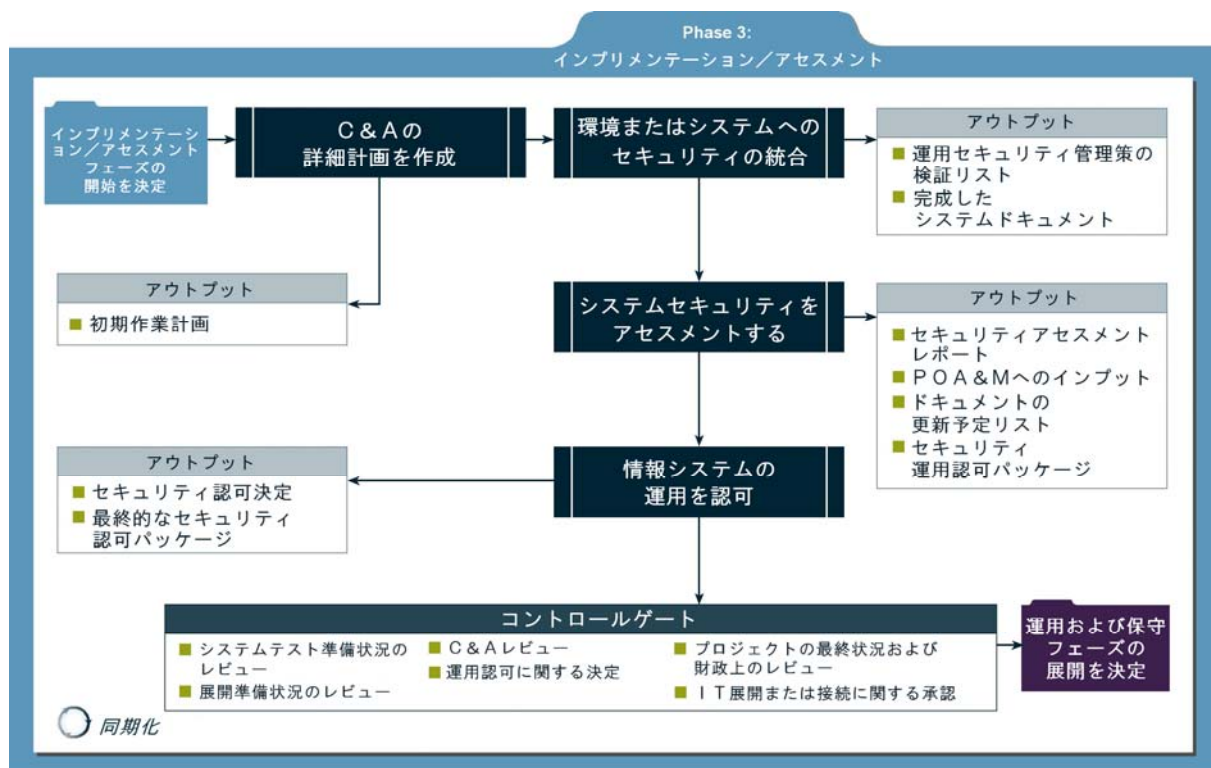 Phase 3:
インプリメンテーション／アセスメント
インプリメンテーシ
ョン／アセスメント
フェーズの
開始を決定
Ｃ＆Ａの
詳細計画を作成
環境またはシステムへの
セキュリティの統合
アウトプット
運用セキュリティ管理策の
検証リスト
完成した
システムドキュメント
アウトプット
初期作業計画
システムセキュリティを
アセスメントする
アウトプット
セキュリティアセスメント
レポート
ＰＯＡ＆Ｍへのインプット
ドキュメントの
更新予定リスト
セキュリティ
運用認可パッケージ
アウトプット
セキュリティ認可決定
最終的なセキュリティ
認可パッケージ
情報システムの
運用を認可
コントロールゲート
システムテスト準備状況の
レビュー
展開準備状況のレビュー
Ｃ＆Ａレビュー
運用認可に関する決定
プロジェクトの最終状況および
財政上のレビュー
ＩＴ展開または接続に関する承認
運用および保守
フェーズの
展開を決定
同期化